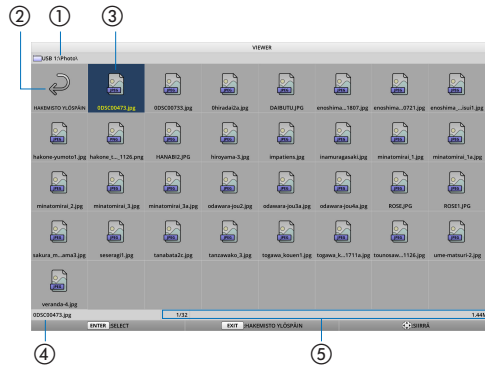 ② ① ③
VIEWER
USB 1:\Photo\
HAKEMISTO YLÖSPÄIN 0DSC00473.jpg 0DSC00733.jpg 0hiradai2a.jpg DAIBUTU.JPG enoshima...1807.jpg enoshima...0721.jpg enoshima_...isui1.jpg
hakone-yumoto1.jpg hakone_t..._1126.png HANABI2.JPG hiroyama-3.jpg impatiens.jpg inamuragasaki.jpg minatomirai_1.jpg minatomirai_1a.jpg
minatomirai_2.jpg minatomirai_3.jpg minatomirai_3a.jpg odawara-jou2.jpg odawara-jou3a.jpg odawara-jou4a.jpg ROSE.JPG ROSE1.JPG
sakura_m...ama3.jpg seseragi1.jpg tanabata2c.jpg tanzawako_3.jpg togawa_kouen1.jpg togawa_k...1711a.jpg tounosaw...1126.jpg ume-matsuri-2.jpg
veranda-4.jpg
0DSC00473.jpg 1/32 1.44M
ENTER :SELECT EXIT :HAKEMISTO YLÖSPÄIN :SIIRRÄ
④ ⑤